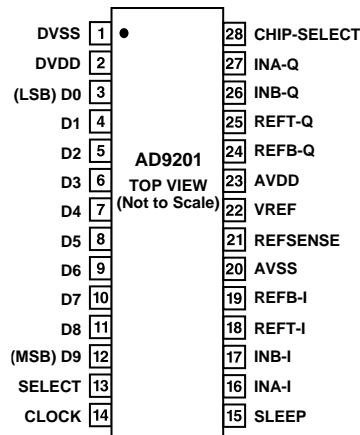 DVSS 1 28 CHIP-SELECT
DVDD 2 27 INA-Q
(LSB) D0 3 26 INB-Q
D1 4 25 REFT-Q
D2 5 24 REFB-Q
D3 6 23 AVDD
D4 7 22 VREF
D5 8 21 REFSENSE
D6 9 20 AVSS
D7 10 19 REFB-I
D8 11 18 REFT-I
(MSB) D9 12 17 INB-I
SELECT 13 16 INA-I
CLOCK 14 15 SLEEP
AD9201
TOP VIEW
(Not to Scale)